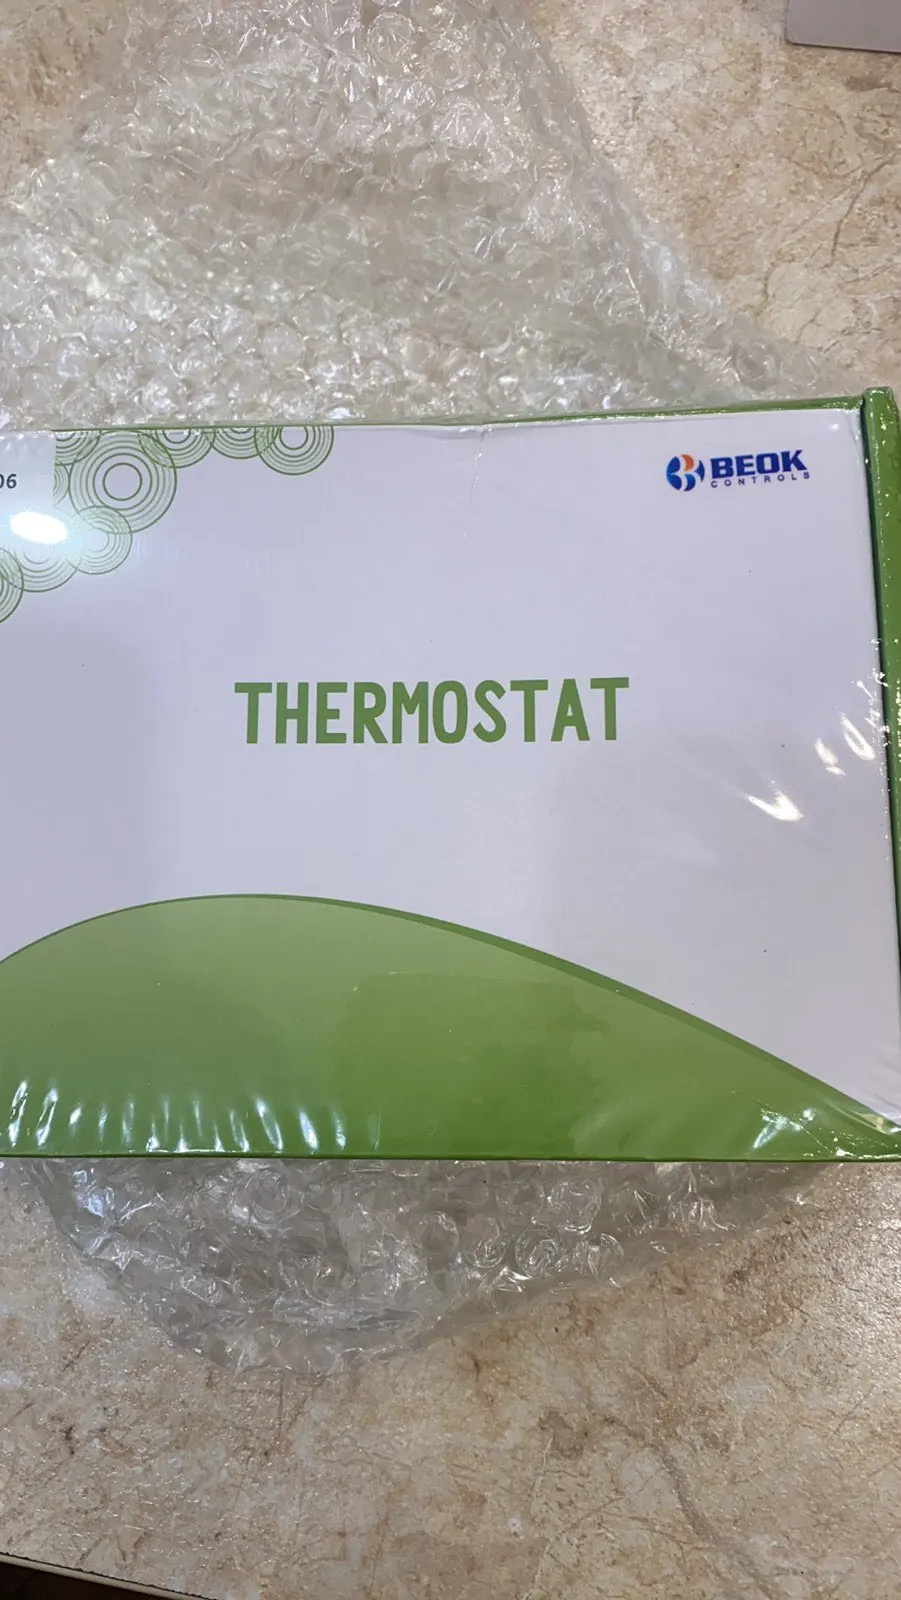 06
BEOK
CONTROLS
THERMOSTAT